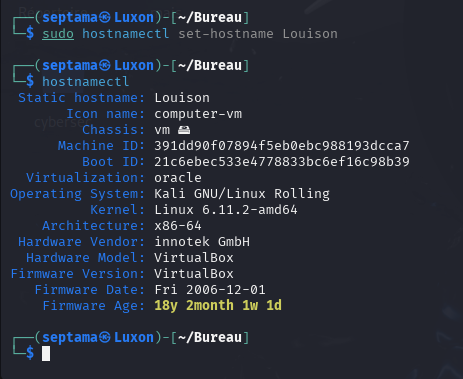 ┌──(septama㉿Luxon)-[~/Bureau]
└─$ sudo hostnamectl set-hostname Louison
┌──(septama㉿Luxon)-[~/Bureau]
└─$ hostnamectl
Static hostname: Louison
Icon name: computer-vm
Chassis: vm 🖴
Machine ID: 391dd90f07894f5eb0ebc988193dcca7
Boot ID: 21c6ebec533e4778833bc6ef16c98b39
Virtualization: oracle
Operating System: Kali GNU/Linux Rolling
Kernel: Linux 6.11.2-amd64
Architecture: x86-64
Hardware Vendor: innotek GmbH
Hardware Model: VirtualBox
Firmware Version: VirtualBox
Firmware Date: Fri 2006-12-01
Firmware Age: 18y 2month 1w 1d
┌──(septama㉿Luxon)-[~/Bureau]
└─$